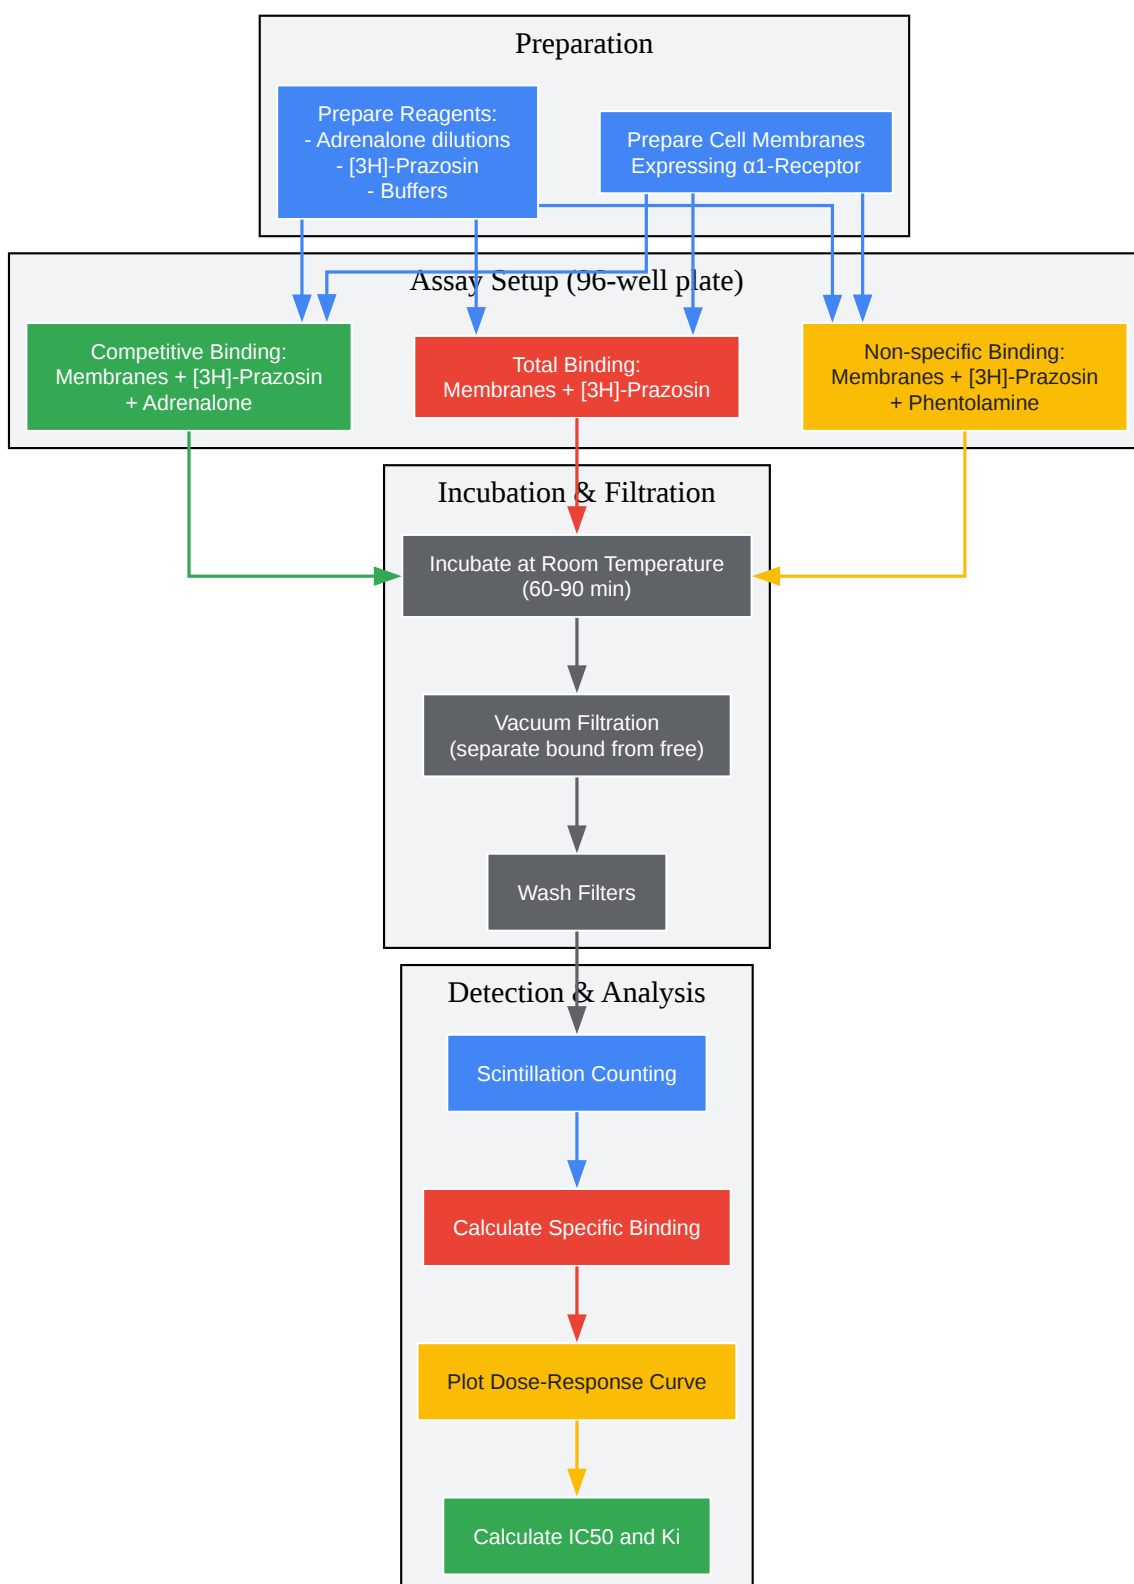 Preparation
Prepare Reagents:
- Adrenalone dilutions
- [3H]-Prazosin
- Buffers
Prepare Cell Membranes
Expressing α1-Receptor
Assay Setup (96-well plate)
Competitive Binding:
Membranes + [3H]-Prazosin
+ Adrenalone
Total Binding:
Membranes + [3H]-Prazosin
Non-specific Binding:
Membranes + [3H]-Prazosin
+ Phentolamine
Incubation & Filtration
Incubate at Room Temperature
(60-90 min)
Vacuum Filtration
(separate bound from free)
Wash Filters
Detection & Analysis
Scintillation Counting
Calculate Specific Binding
Plot Dose-Response Curve
Calculate IC50 and Ki